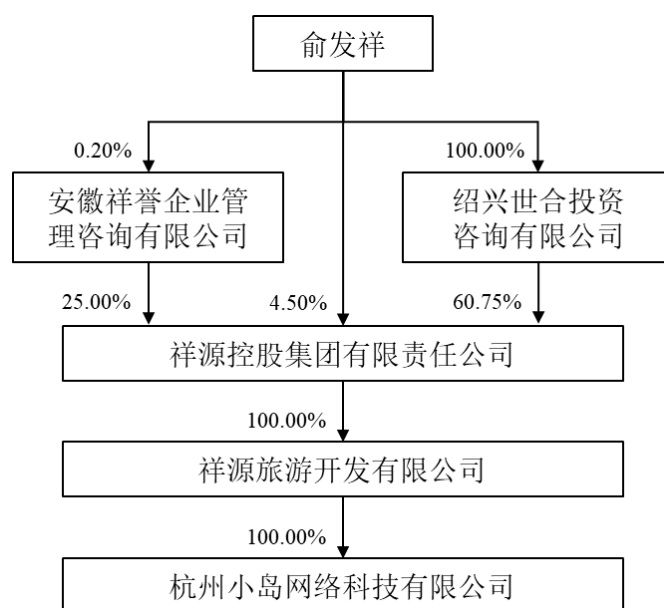 俞发祥
0.20%
100.00%
安徽祥誉企业管
理咨询有限公司
绍兴世合投资
咨询有限公司
25.00%
4.50%
60.75%
祥源控股集团有限责任公司
100.00%
祥源旅游开发有限公司
100.00%
杭州小岛网络科技有限公司